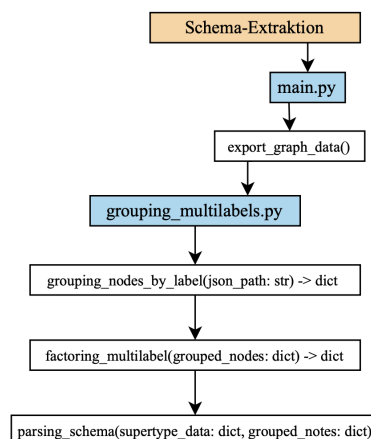 Schema-Extraktion
main.py
export_graph_data()
grouping_multilabels.py
grouping_nodes_by_label(json_path: str) -> dict
factoring_multilabel(grouped_nodes: dict) -> dict
parsing_schema(supertype_data: dict, grouped_notes: dict)